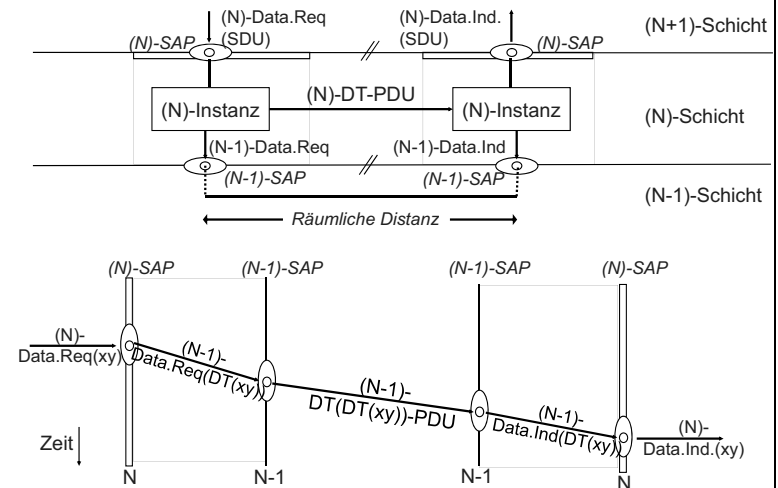 (N)-Data.Req
(SDU)
(N)-Data.Ind.
(SDU)
(N+1)-Schicht
(N)-SAP
(N)-SAP
(N)-Instanz
(N)-DT-PDU
(N)-Instanz
(N)-Schicht
(N-1)-Data.Req
(N-1)-Data.Ind
(N-1)-SAP
(N-1)-SAP
(N-1)-Schicht
Räumliche Distanz
(N)-SAP
(N-1)-SAP
(N-1)-SAP
(N)-SAP
(N)-
Data.Req(xy)
(N-1)-
Data.Req(DT(xy))
(N-1)-
DT(DT(xy))-PDU
(N-1)-
Data.Ind(DT(xy))
(N)-
Data.Ind.(xy)
Zeit
N
N-1
N-1
N